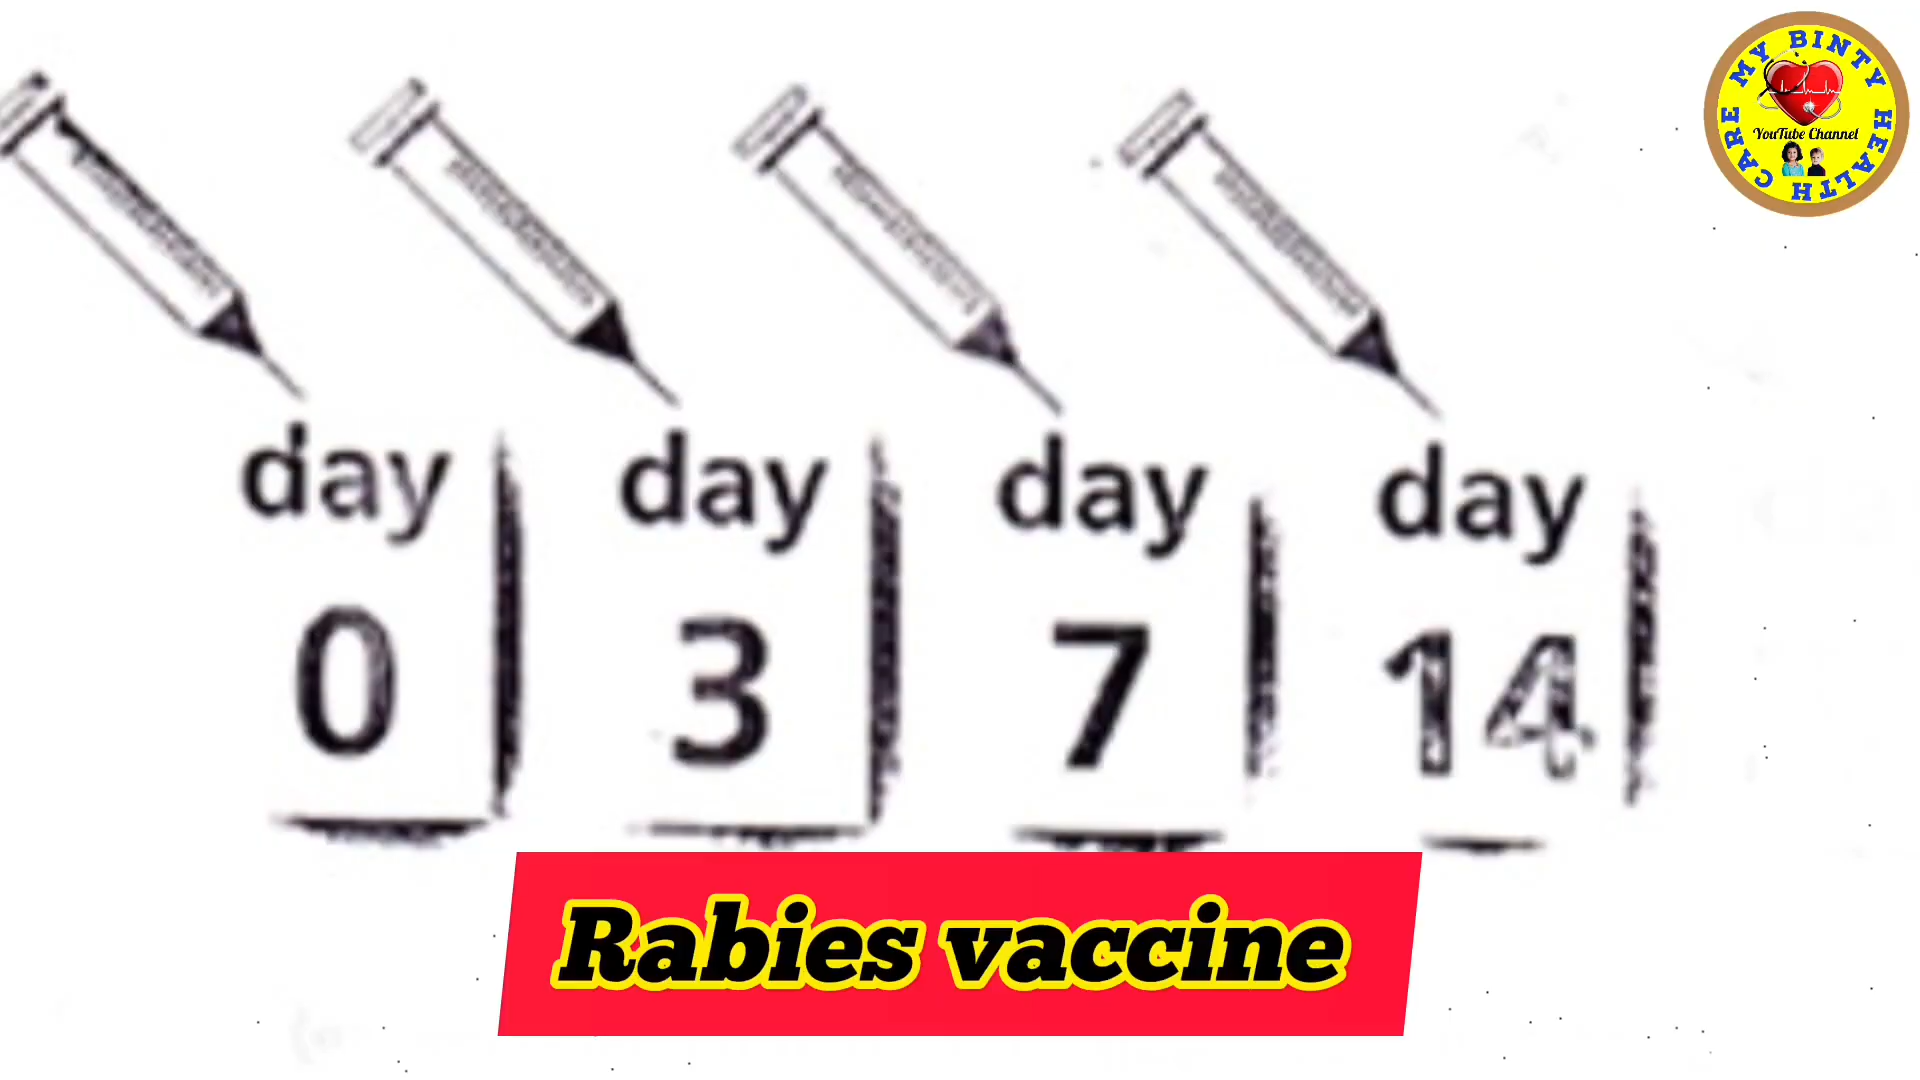 day day day day
0 3 7 14
Rabies vaccine
MY BINTY HEALTH CARE
YouTube Channel